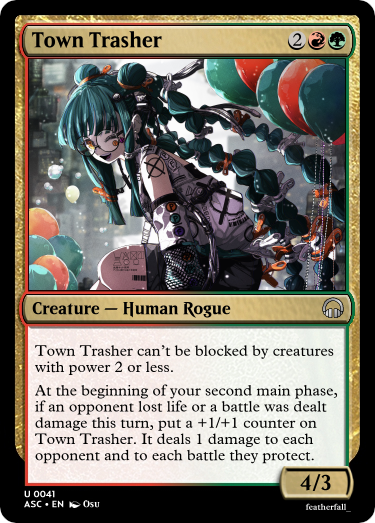 Town Trasher 2
Creature — Human Rogue
Town Trasher can't be blocked by creatures
with power 2 or less.
At the beginning of your second main phase,
if an opponent lost life or a battle was dealt
damage this turn, put a +1/+1 counter on
Town Trasher. It deals 1 damage to each
opponent and to each battle they protect.
4/3
U 0041
ASC • EN Osu
featherfall_